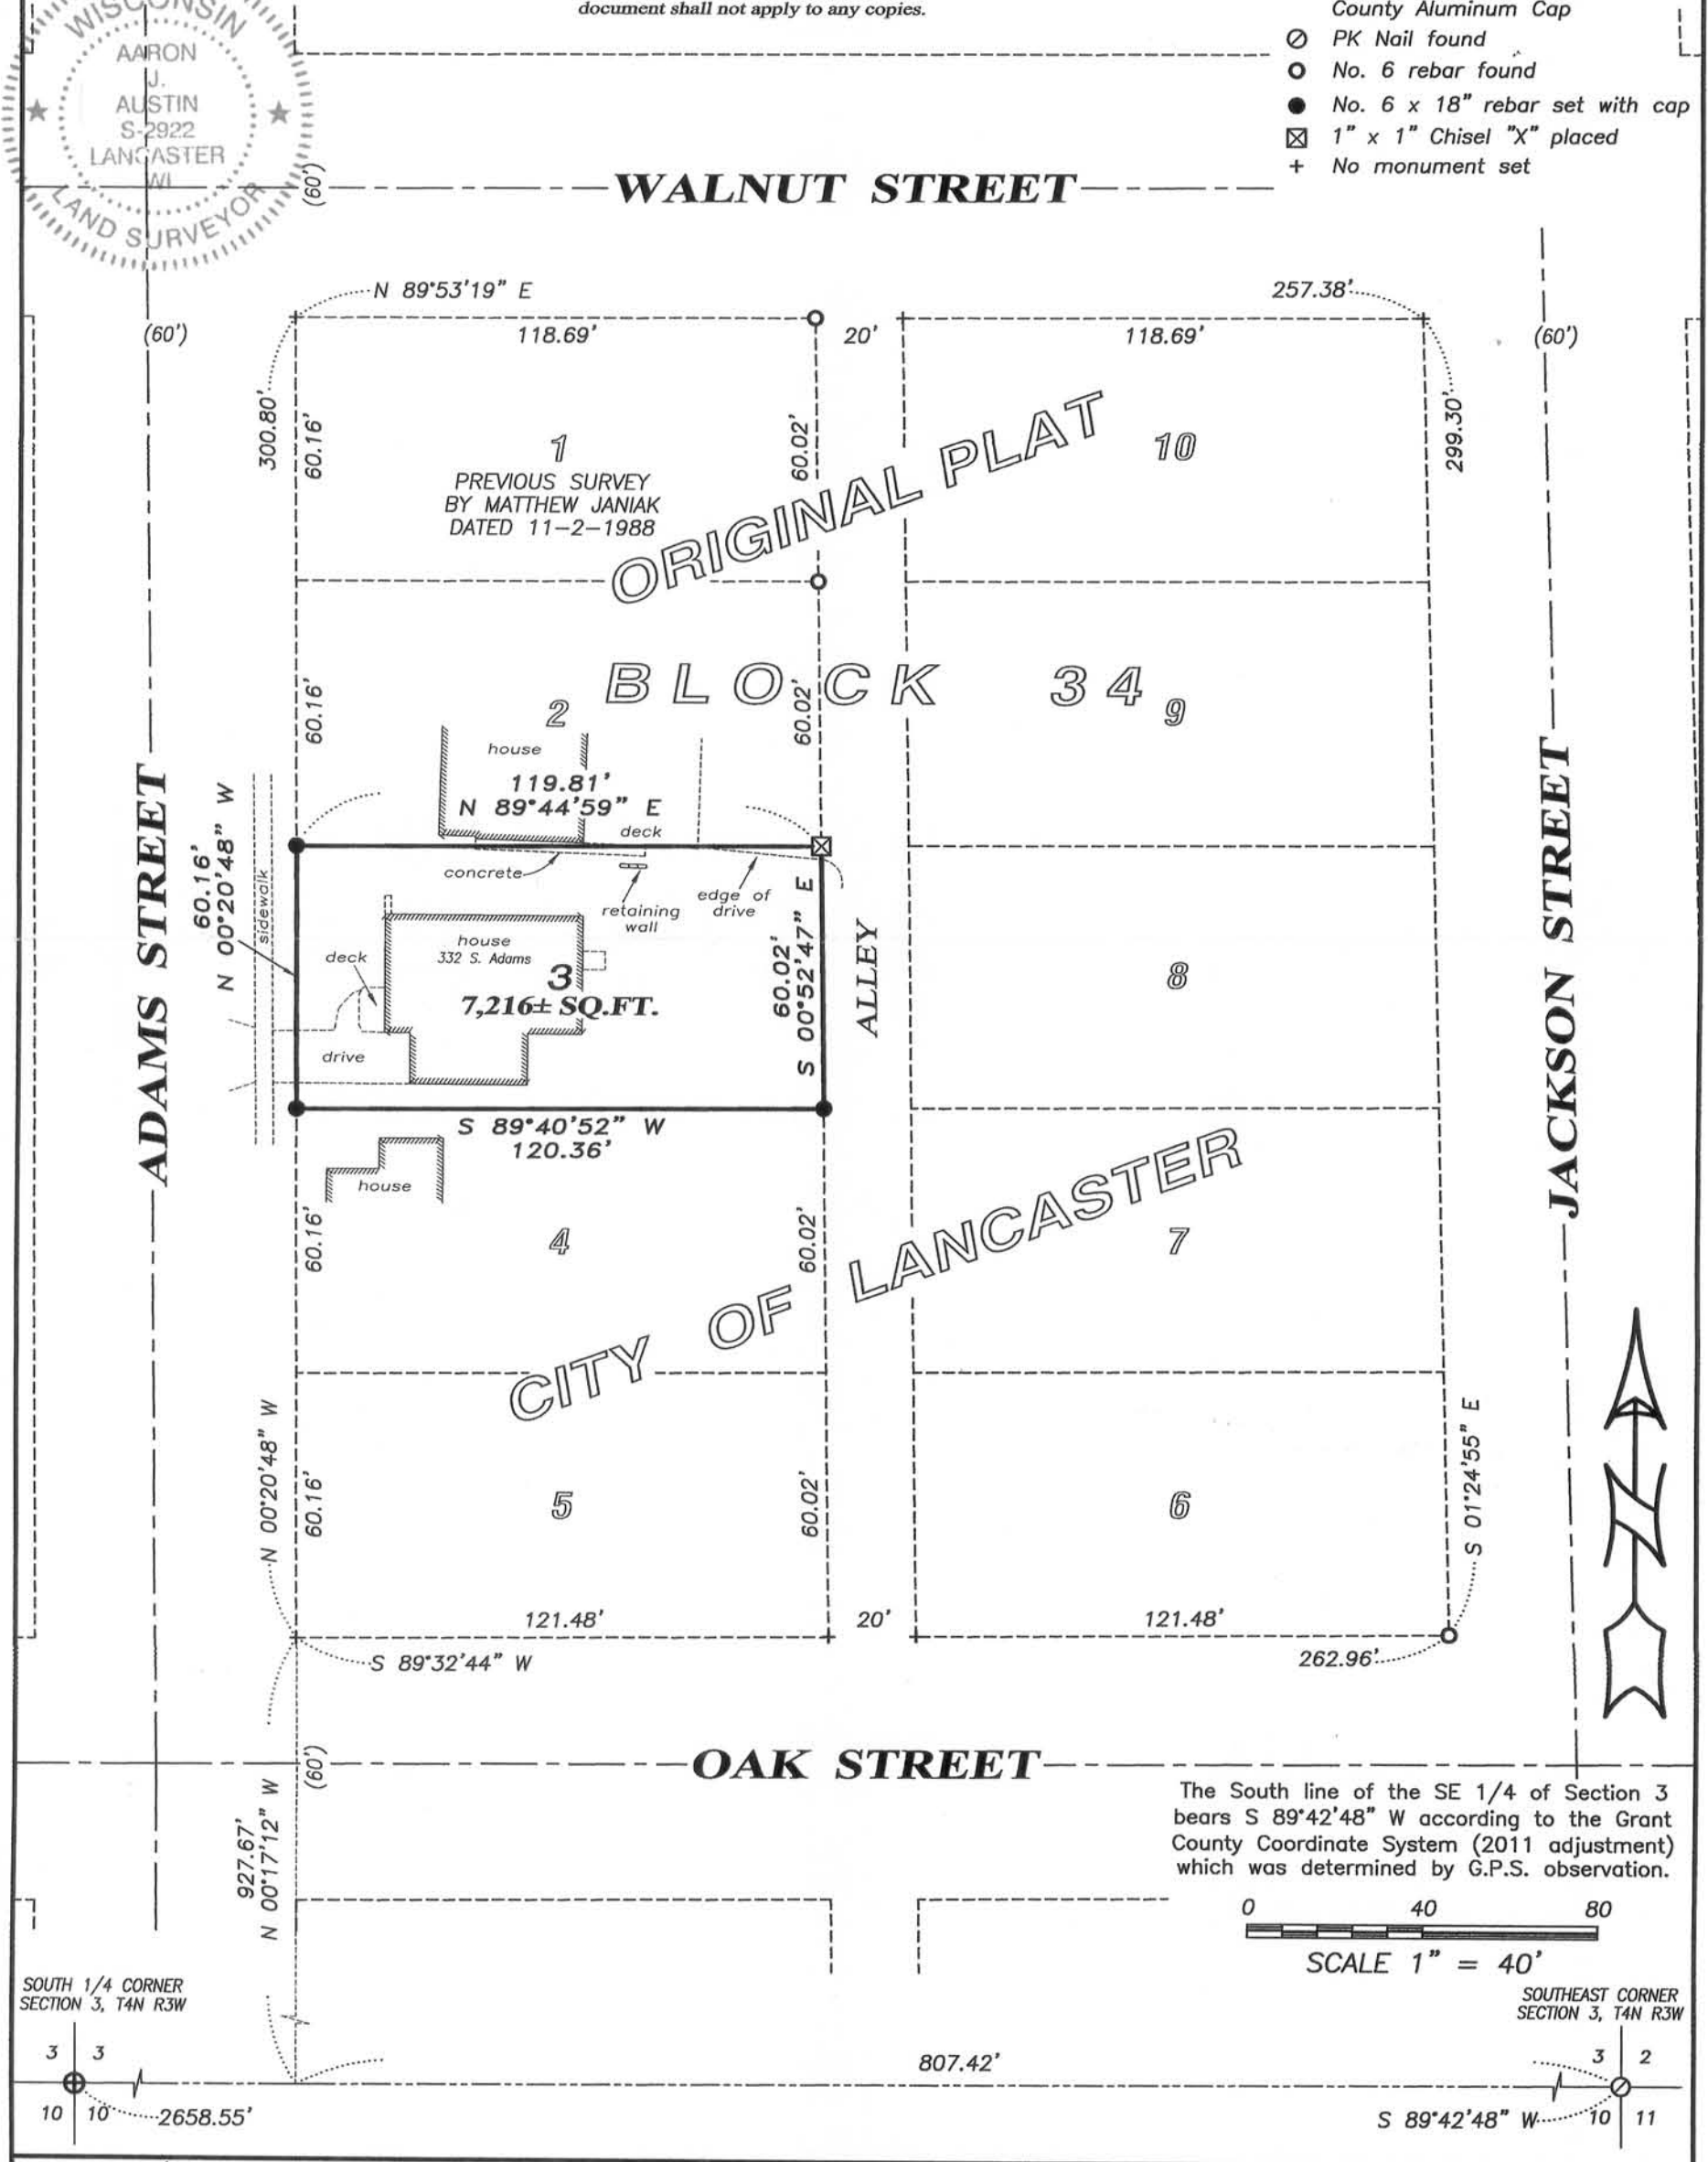 document shall not apply to any copies.
County Aluminum Cap
PK Nail found
No. 6 rebar found
No. 6 x 18" rebar set with cap
1" x 1" Chisel "X" placed
No monument set
WISCONSIN
AARON
J.
AUSTIN
S-2922
LANCASTER
WI
LAND SURVEYOR
(60')
WALNUT STREET
N 89°53'19" E
257.38'
(60')
118.69'
20'
118.69'
(60')
300.80'
60.16'
60.02'
299.30'
1
PREVIOUS SURVEY
BY MATTHEW JANIAK
DATED 11-2-1988
10
ORIGINAL PLAT
BLOCK 34
60.16'
2
60.02'
9
house
119.81'
N 89°44'59" E
deck
ADAMS STREET
60.16'
N 00°20'48" W
sidewalk
concrete
retaining
wall
edge of
drive
house
332 S. Adams
deck
3
7,216± SQ.FT.
drive
60.02'
S 00°52'47" E
ALLEY
8
JACKSON STREET
S 89°40'52" W
120.36'
house
60.16'
4
60.02'
7
CITY OF LANCASTER
N 00°20'48" W
60.16'
5
60.02'
6
S 01°24'55" E
121.48'
20'
121.48'
S 89°32'44" W
262.96'
N
(60')
OAK STREET
The South line of the SE 1/4 of Section 3
bears S 89°42'48" W according to the Grant
County Coordinate System (2011 adjustment)
which was determined by G.P.S. observation.
927.67'
N 00°17'12" W
0 40 80
SCALE 1" = 40'
SOUTH 1/4 CORNER
SECTION 3, T4N R3W
SOUTHEAST CORNER
SECTION 3, T4N R3W
3 3
807.42'
3 2
10 10
2658.55'
S 89°42'48" W
10 11